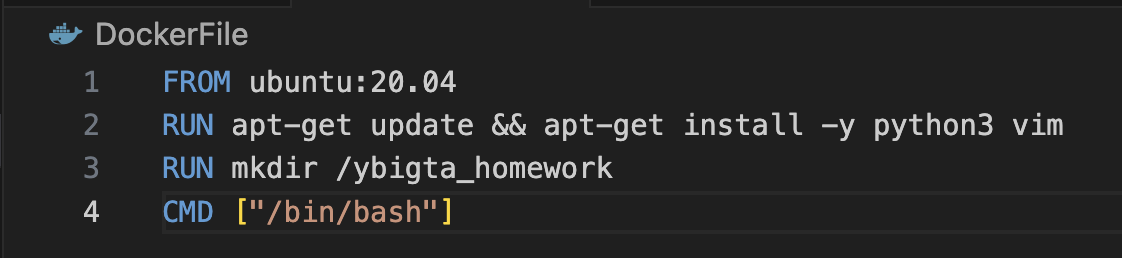 DockerFile
1 FROM ubuntu:20.04
2 RUN apt-get update && apt-get install -y python3 vim
3 RUN mkdir /ybigta_homework
4 CMD ["/bin/bash"]